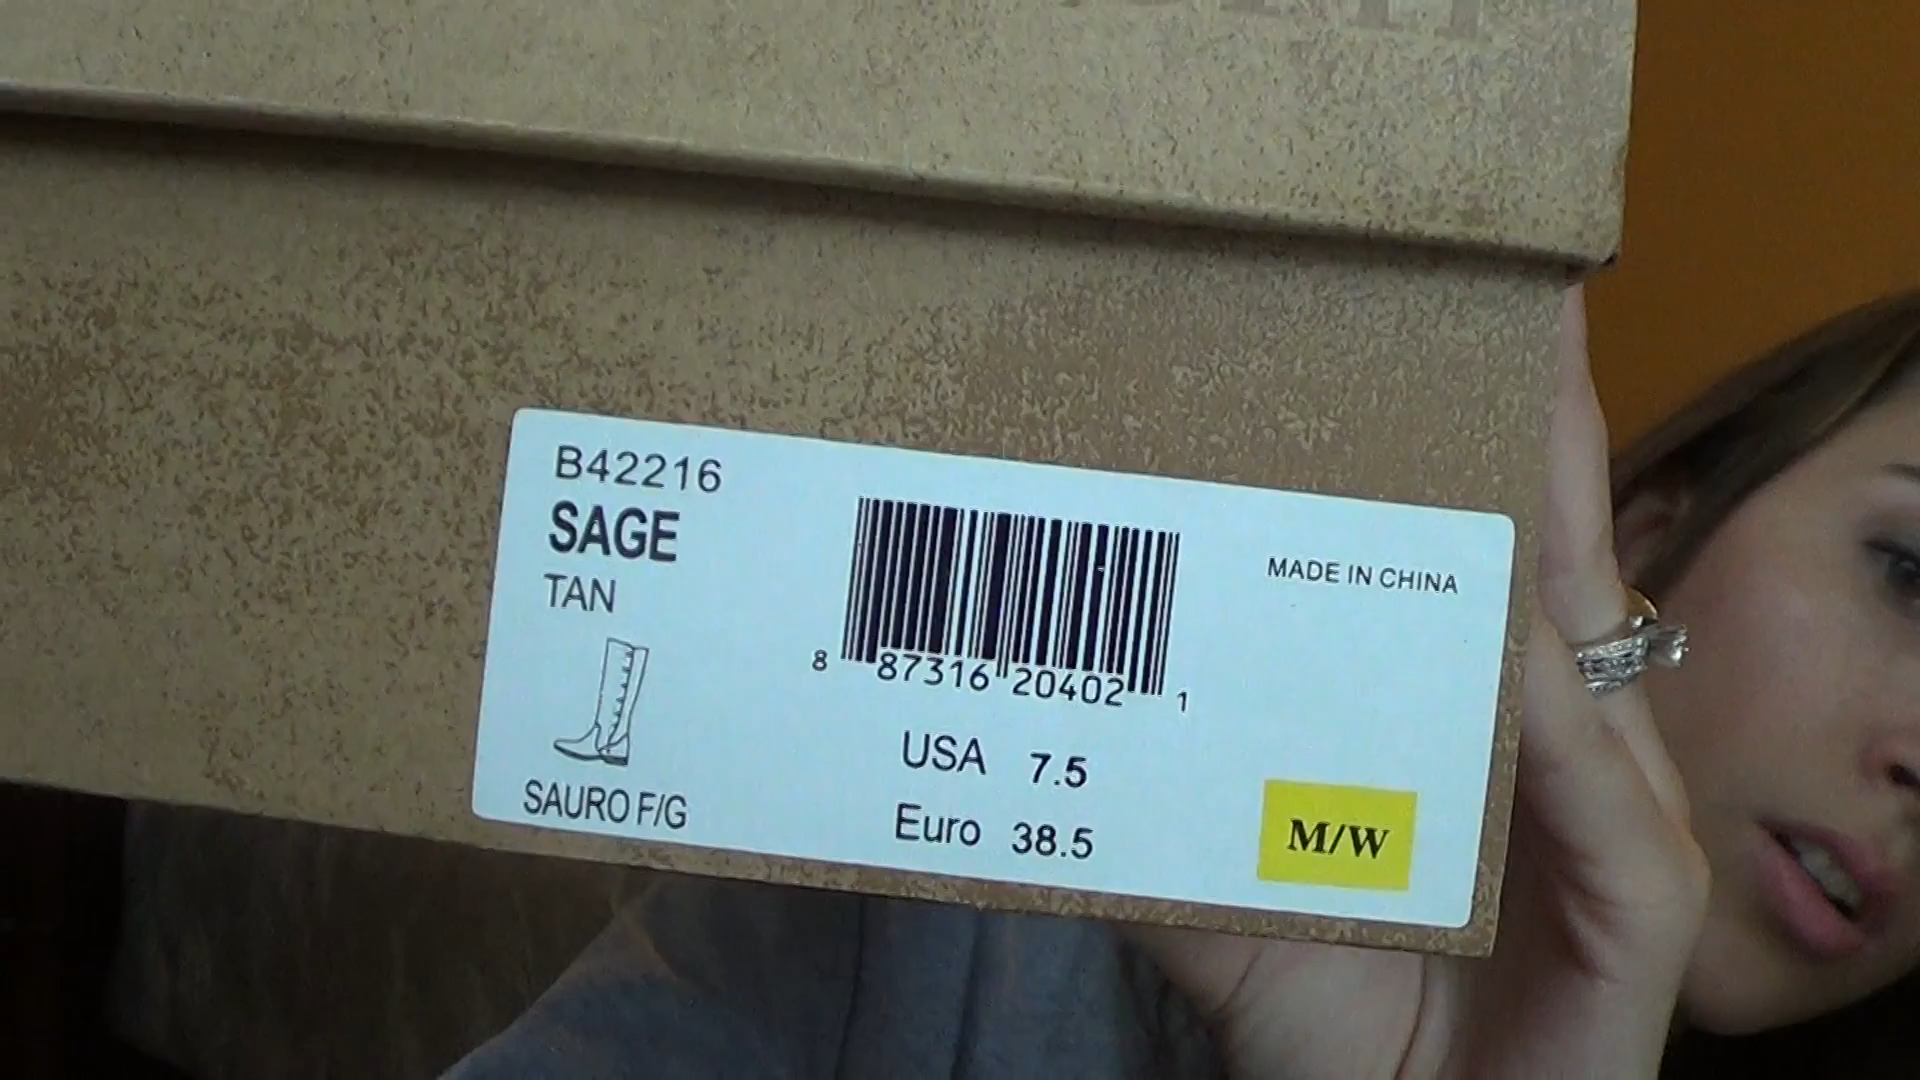 B42216
SAGE
TAN
SAURO F/G
8 87316 20402 1
USA 7.5
Euro 38.5
MADE IN CHINA
M/W